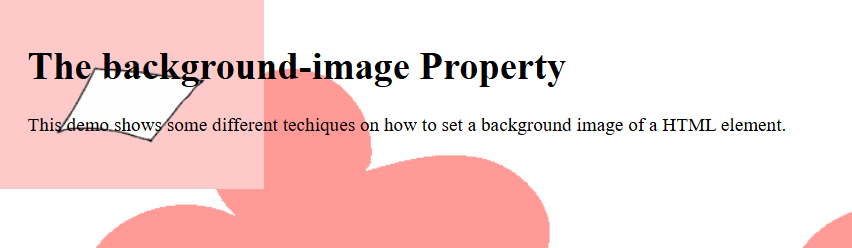 The background-image Property
This demo shows some different techiques on how to set a background image of a HTML element.